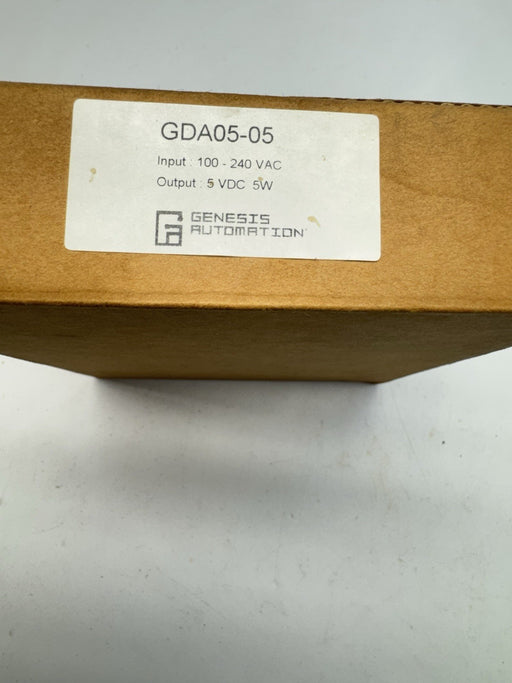 GDA05-05
Input : 100 - 240 VAC
Output : 5 VDC 5W
GENESIS
AUTOMATION